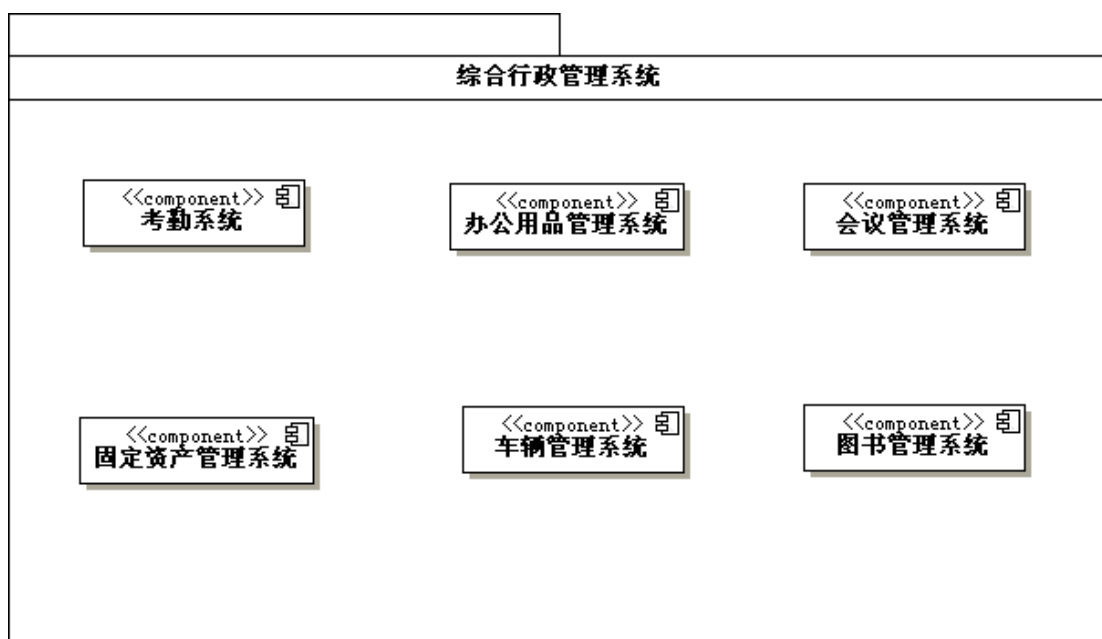 综合行政管理系统
<<component>>
考勤系统
<<component>>
办公用品管理系统
<<component>>
会议管理系统
<<component>>
固定资产管理系统
<<component>>
车辆管理系统
<<component>>
图书管理系统